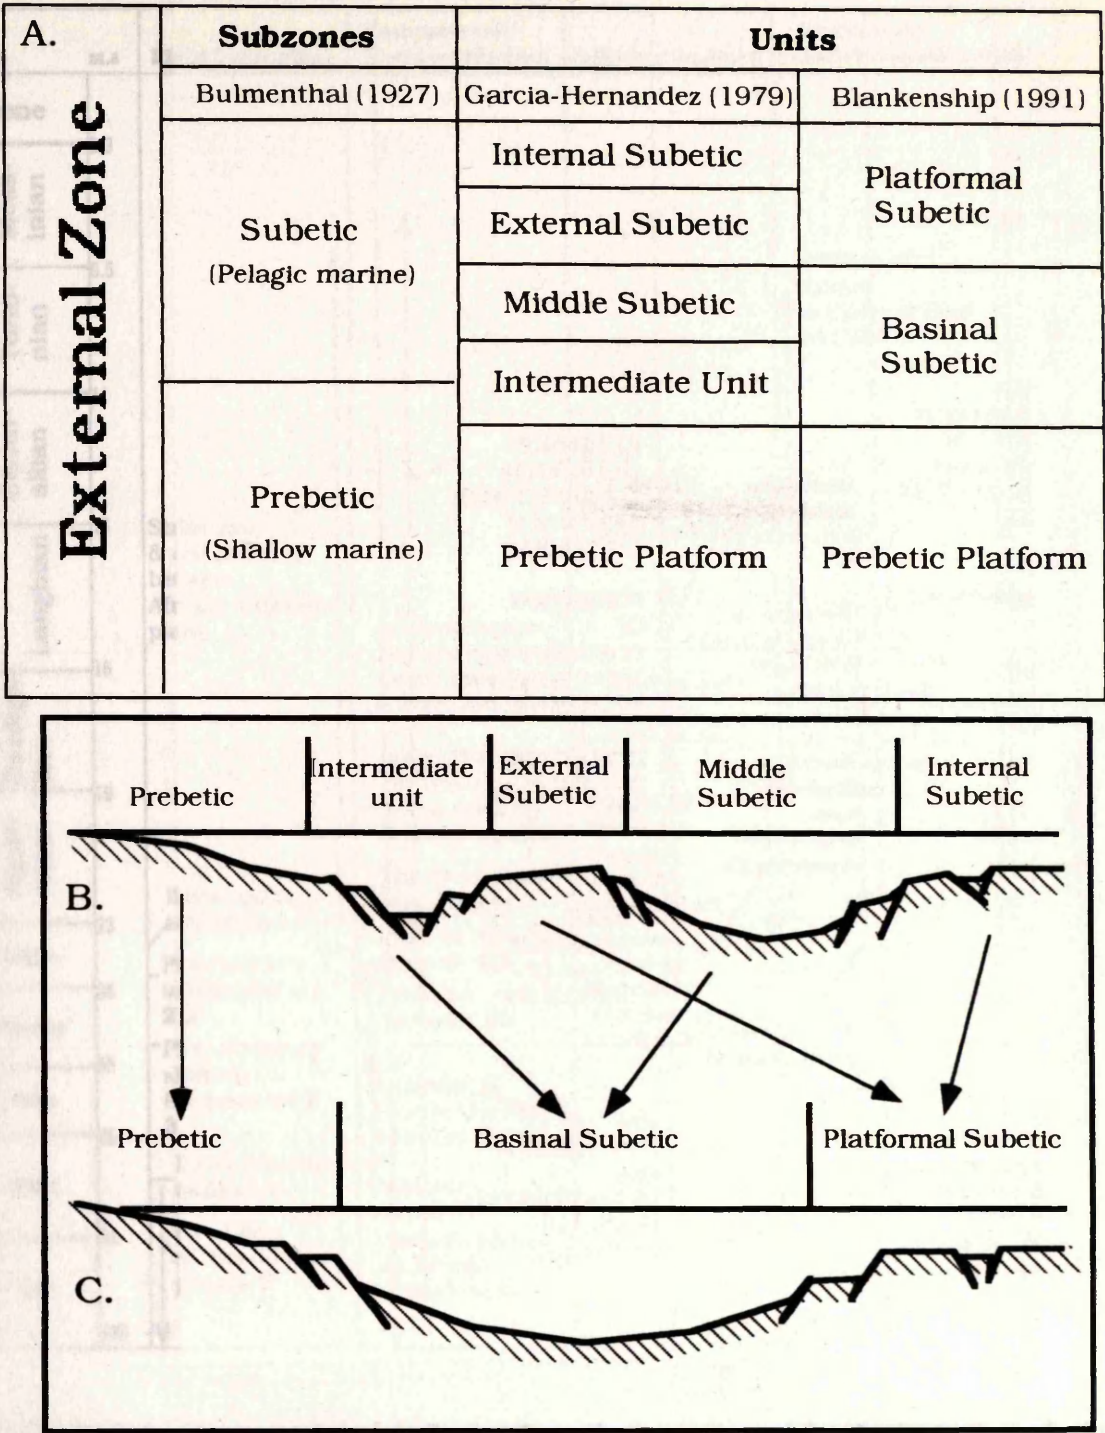 A.
External Zone
Subzones
Units
Bulmenthal (1927)
Garcia-Hernandez (1979)
Blankenship (1991)
Subetic
(Pelagic marine)
Prebetic
(Shallow marine)
Internal Subetic
External Subetic
Middle Subetic
Intermediate Unit
Prebetic Platform
Platformal
Subetic
Basinal
Subetic
Prebetic Platform
Prebetic
Intermediate
unit
External
Subetic
Middle
Subetic
Internal
Subetic
B.
Prebetic
Basinal Subetic
Platformal Subetic
C.